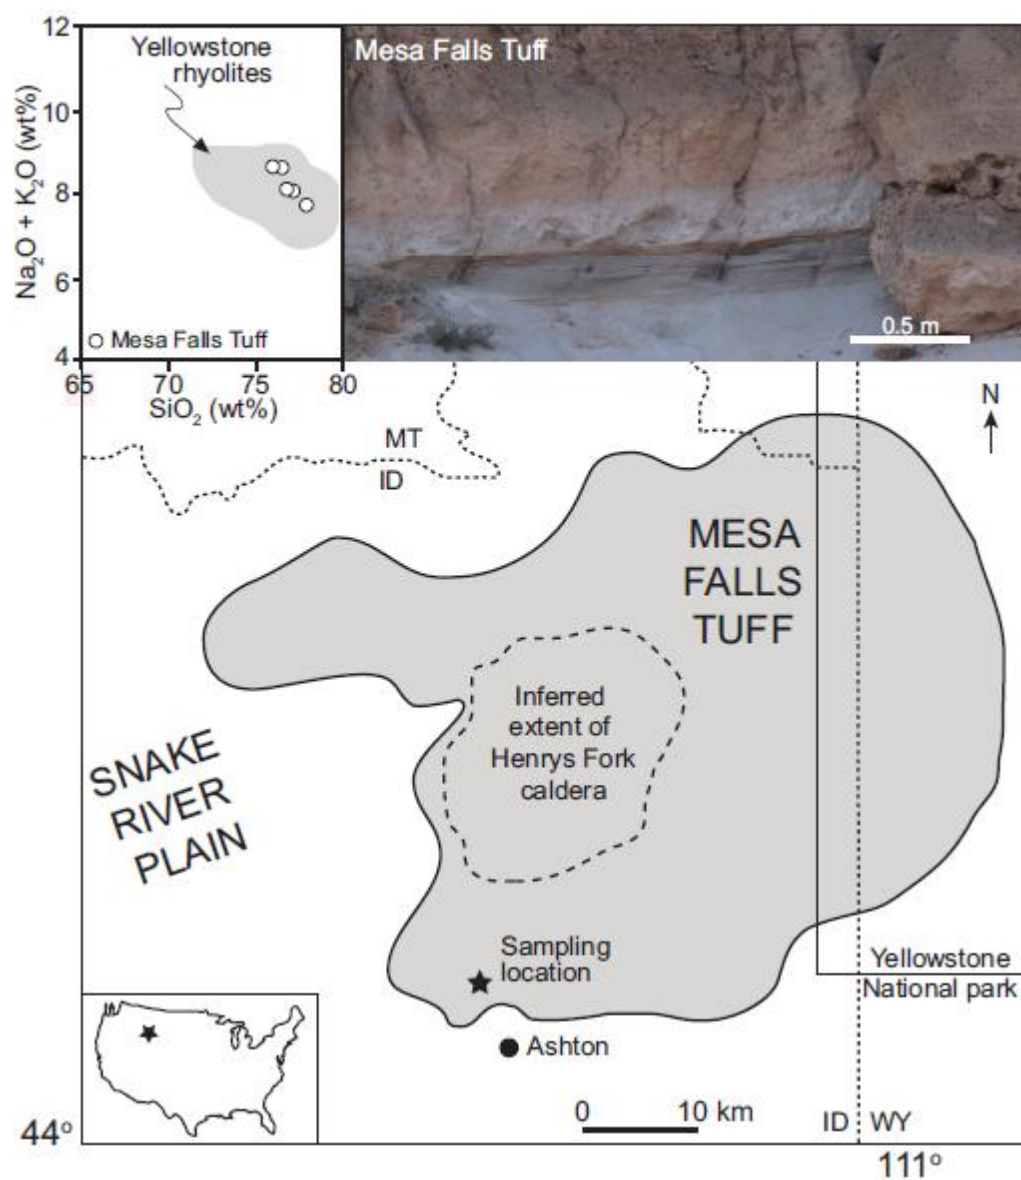 12
10
8
6
4
Na₂O + K₂O (wt%)
Yellowstone
rhyolites
Mesa Falls Tuff
65
70
75
80
SiO₂ (wt%)
Mesa Falls Tuff
0.5 m
N
MT
ID
MESA
FALLS
TUFF
Inferred
extent of
Henrys Fork
caldera
SNAKE
RIVER
PLAIN
Sampling
location
Yellowstone
National park
Ashton
0 10 km
ID WY
44°
111°